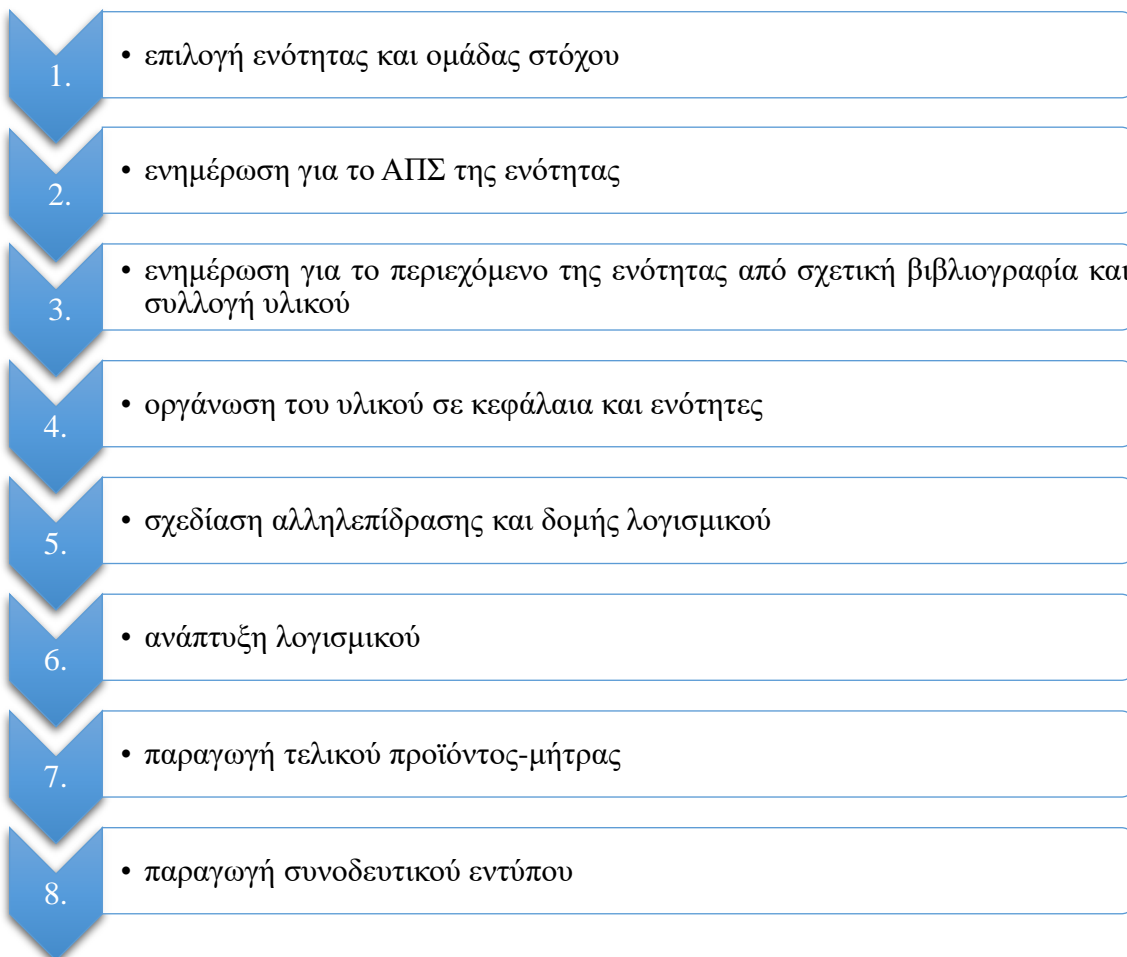 1.
• επιλογή ενότητας και ομάδας στόχου
2.
• ενημέρωση για το ΑΠΣ της ενότητας
3.
• ενημέρωση για το περιεχόμενο της ενότητας από σχετική βιβλιογραφία και
συλλογή υλικού
4.
• οργάνωση του υλικού σε κεφάλαια και ενότητες
5.
• σχεδίαση αλληλεπίδρασης και δομής λογισμικού
6.
• ανάπτυξη λογισμικού
7.
• παραγωγή τελικού προϊόντος-μήτρας
8.
• παραγωγή συνοδευτικού εντύπου